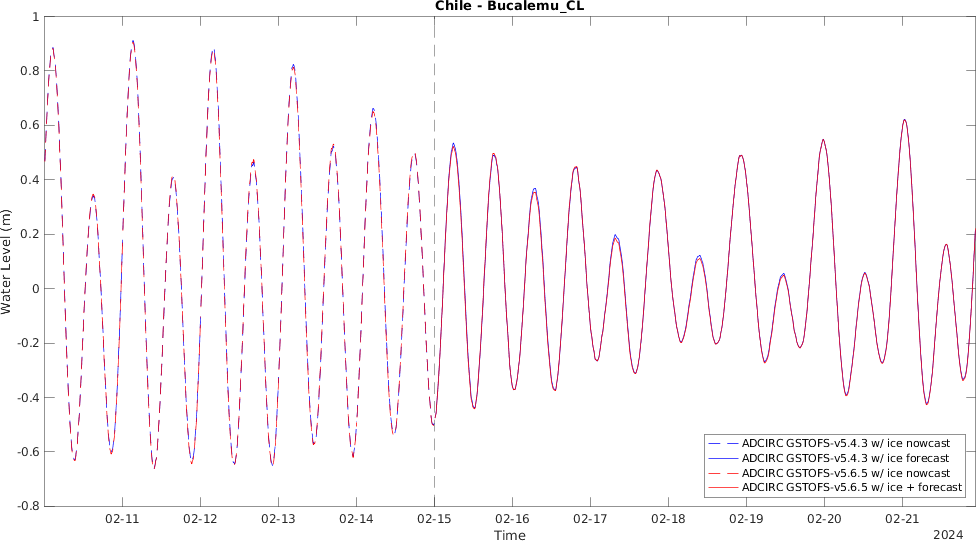 Chile - Bucalemu_CL
1
0.8
0.6
0.4
0.2
0
-0.2
-0.4
-0.6
-0.8
Water Level (m)
02-11 02-12 02-13 02-14 02-15 02-16 02-17 02-18 02-19 02-20 02-21
Time
2024
ADCIRC GSTOFS-v5.4.3 w/ ice nowcast
ADCIRC GSTOFS-v5.4.3 w/ ice forecast
ADCIRC GSTOFS-v5.6.5 w/ ice nowcast
ADCIRC GSTOFS-v5.6.5 w/ ice + forecast